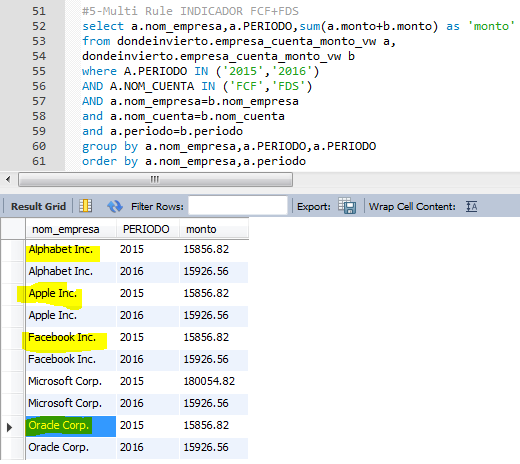 51 #5-Multi Rule INDICADOR FCF+FDS
52 select a.nom_empresa,a.PERIODO,sum(a.monto+b.monto) as 'monto'
53 from dondeinvierto.empresa_cuenta_monto_vw a,
54 dondeinvierto.empresa_cuenta_monto_vw b
55 where A.PERIODO IN ('2015','2016')
56 AND A.NOM_CUENTA IN ('FCF','FDS')
57 AND a.nom_empresa=b.nom_empresa
58 and a.nom_cuenta=b.nom_cuenta
59 and a.periodo=b.periodo
60 group by a.nom_empresa,a.PERIODO,a.PERIODO
61 order by a.nom_empresa,a.periodo
Result Grid Filter Rows: Export: Wrap Cell Content:
nom_empresa PERIODO monto
Alphabet Inc. 2015 15856.82
Alphabet Inc. 2016 15926.56
Apple Inc. 2015 15856.82
Apple Inc. 2016 15926.56
Facebook Inc. 2015 15856.82
Facebook Inc. 2016 15926.56
Microsoft Corp. 2015 180054.82
Microsoft Corp. 2016 15926.56
Oracle Corp. 2015 15856.82
Oracle Corp. 2016 15926.56